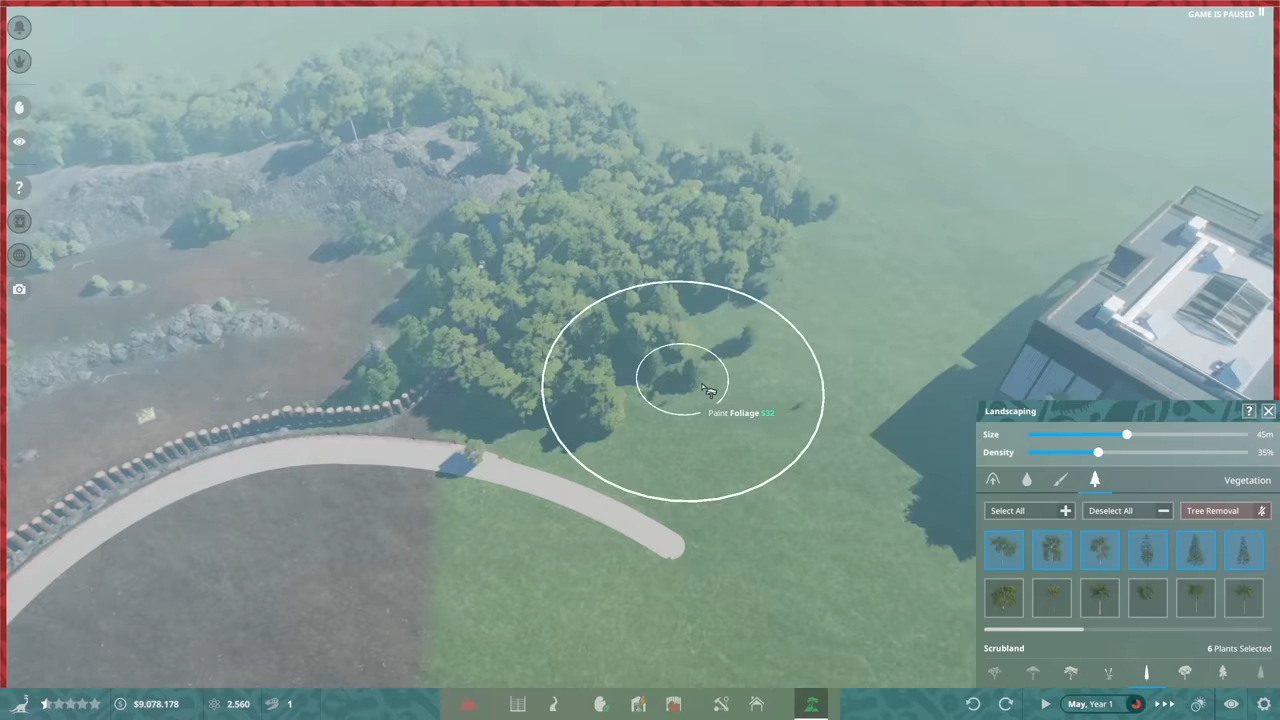 GAME IS PAUSED
Paint Foliage $32
Landscaping
?
Size 45m
Density 35%
Vegetation
Select All
Deselect All
Tree Removal
Scrubland
6 Plants Selected
?
$9.078.178
2.560
1
May, Year 1